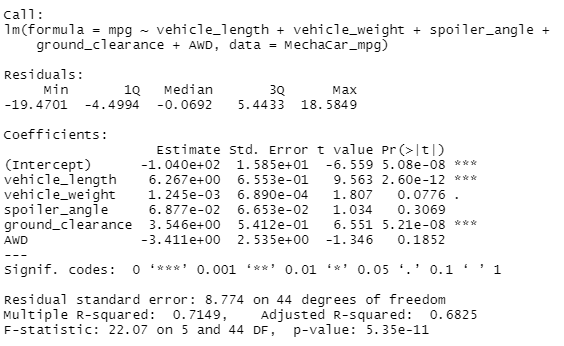 Call:
lm(formula = mpg ~ vehicle_length + vehicle_weight + spoiler_angle +
    ground_clearance + AWD, data = MechaCar_mpg)

Residuals:
     Min       1Q   Median       3Q      Max
-19.4701  -4.4994  -0.0692   5.4433  18.5849

Coefficients:
                   Estimate Std. Error t value Pr(>|t|)
(Intercept)      -1.040e+02  1.585e+01  -6.559 5.08e-08 ***
vehicle_length    6.267e+00  6.553e-01   9.563 2.60e-12 ***
vehicle_weight    1.245e-03  6.890e-04   1.807   0.0776 .
spoiler_angle     6.877e-02  6.653e-02   1.034   0.3069
ground_clearance  3.546e+00  5.412e-01   6.551 5.21e-08 ***
AWD              -3.411e+00  2.535e+00  -1.346   0.1852
---
Signif. codes:  0 ‘***’ 0.001 ‘**’ 0.01 ‘*’ 0.05 ‘.’ 0.1 ‘ ’ 1

Residual standard error: 8.774 on 44 degrees of freedom
Multiple R-squared:  0.7149,    Adjusted R-squared:  0.6825
F-statistic: 22.07 on 5 and 44 DF,  p-value: 5.35e-11